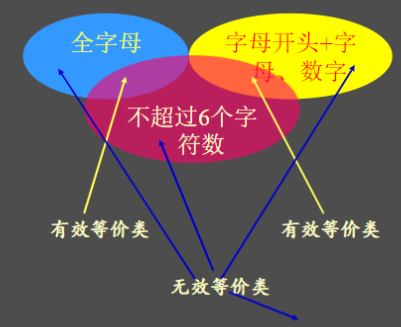 全字母
字母开头+字
母、数字
不超过6个字
符数
有效等价类
有效等价类
无效等价类